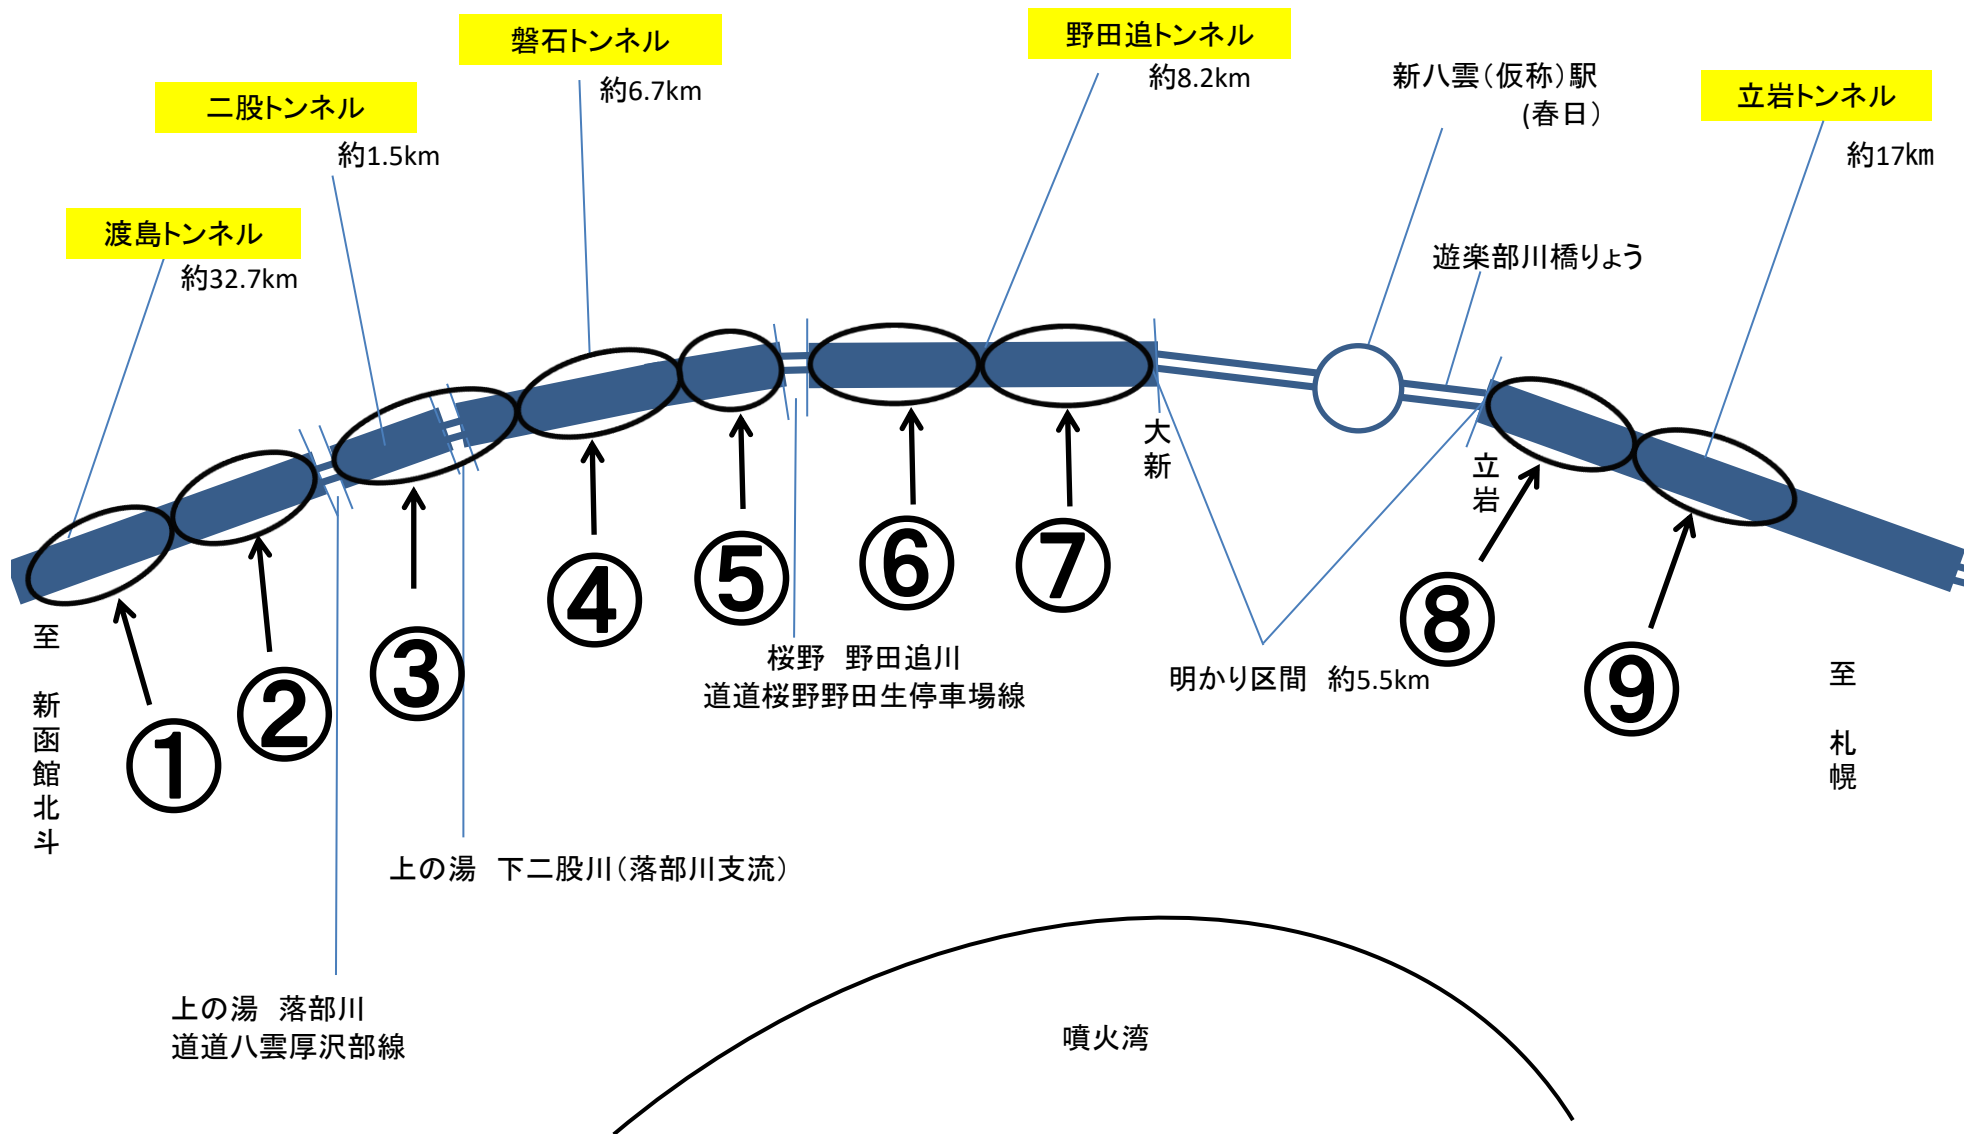 磐石トンネル
約6.7km
野田追トンネル
約8.2km
新八雲（仮称）駅
(春日）
立岩トンネル
約17㎞
二股トンネル
約1.5km
渡島トンネル
約32.7km
遊楽部川橋りょう
大新
立岩
①
②
③
④
⑤
⑥
⑦
⑧
⑨
至　新函館北斗
桜野　野田追川
道道桜野野田生停車場線
明かり区間　約5.5km
至　札幌
上の湯　下二股川（落部川支流）
上の湯　落部川
道道八雲厚沢部線
噴火湾